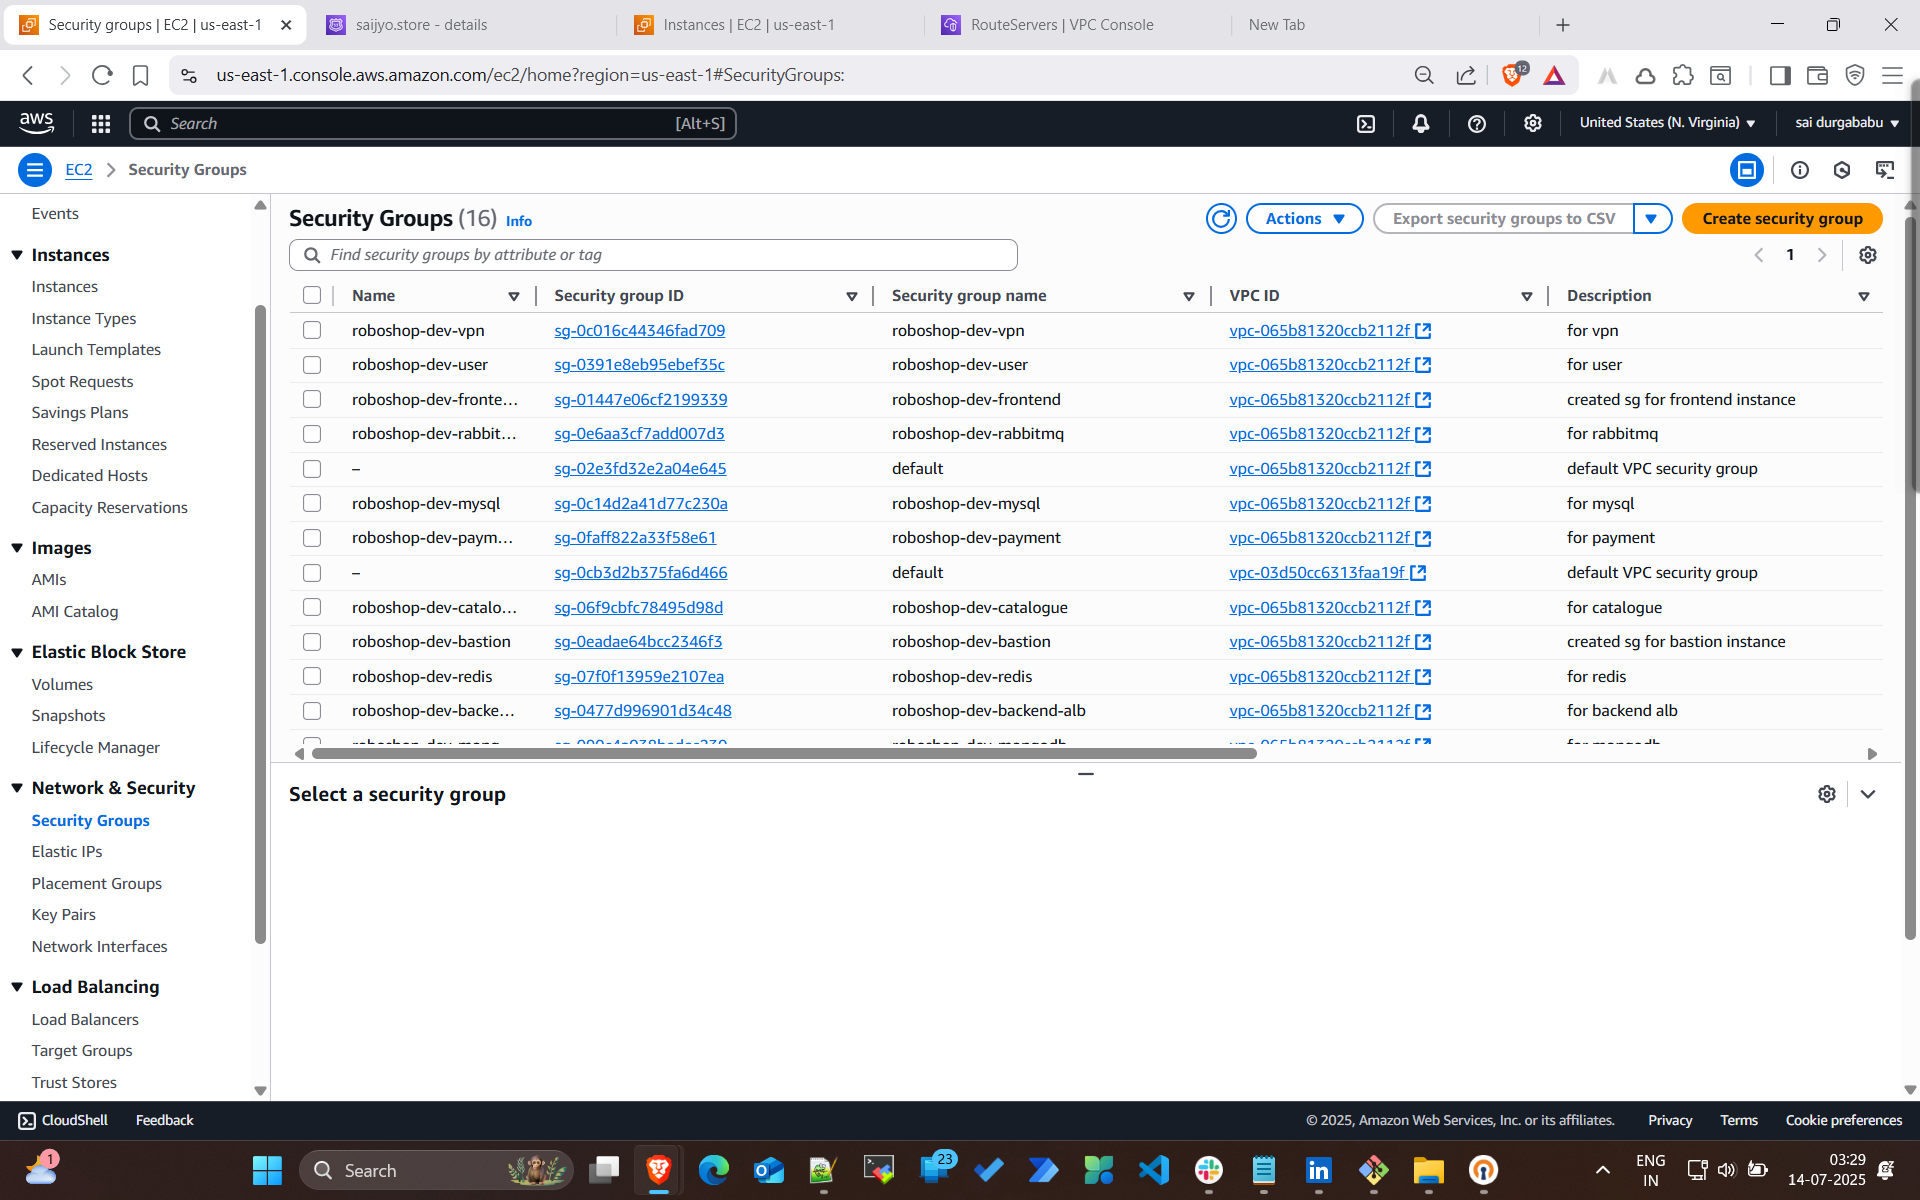 Security groups | EC2 | us-east-1
saijyo.store - details
Instances | EC2 | us-east-1
RouteServers | VPC Console
New Tab
us-east-1.console.aws.amazon.com/ec2/home?region=us-east-1#SecurityGroups:
12
aws
Search
[Alt+S]
United States (N. Virginia)
sai durgababu
EC2
Security Groups
Events
Instances
Instances
Instance Types
Launch Templates
Spot Requests
Savings Plans
Reserved Instances
Dedicated Hosts
Capacity Reservations
Images
AMIs
AMI Catalog
Elastic Block Store
Volumes
Snapshots
Lifecycle Manager
Network & Security
Security Groups
Elastic IPs
Placement Groups
Key Pairs
Network Interfaces
Load Balancing
Load Balancers
Target Groups
Trust Stores
Security Groups (16) Info
Actions
Export security groups to CSV
Create security group
Find security groups by attribute or tag
1
Name Security group ID Security group name VPC ID Description
roboshop-dev-vpn sg-0c016c44346fad709 roboshop-dev-vpn vpc-065b81320ccb2112f for vpn
roboshop-dev-user sg-0391e8eb95ebef35c roboshop-dev-user vpc-065b81320ccb2112f for user
roboshop-dev-fronte... sg-01447e06cf2199339 roboshop-dev-frontend vpc-065b81320ccb2112f created sg for frontend instance
roboshop-dev-rabbit... sg-0e6aa3cf7add007d3 roboshop-dev-rabbitmq vpc-065b81320ccb2112f for rabbitmq
– sg-02e3fd32e2a04e645 default vpc-065b81320ccb2112f default VPC security group
roboshop-dev-mysql sg-0c14d2a41d77c230a roboshop-dev-mysql vpc-065b81320ccb2112f for mysql
roboshop-dev-paym... sg-0faff822a33f58e61 roboshop-dev-payment vpc-065b81320ccb2112f for payment
– sg-0cb3d2b375fa6d466 default vpc-03d50cc6313faa19f default VPC security group
roboshop-dev-catalo... sg-06f9cbfc78495d98d roboshop-dev-catalogue vpc-065b81320ccb2112f for catalogue
roboshop-dev-bastion sg-0eadae64bcc2346f3 roboshop-dev-bastion vpc-065b81320ccb2112f created sg for bastion instance
roboshop-dev-redis sg-07f0f13959e2107ea roboshop-dev-redis vpc-065b81320ccb2112f for redis
roboshop-dev-backe... sg-0477d996901d34c48 roboshop-dev-backend-alb vpc-065b81320ccb2112f for backend alb
Select a security group
CloudShell
Feedback
© 2025, Amazon Web Services, Inc. or its affiliates.
Privacy
Terms
Cookie preferences
1
Search
23
ENG
IN
03:29
14-07-2025